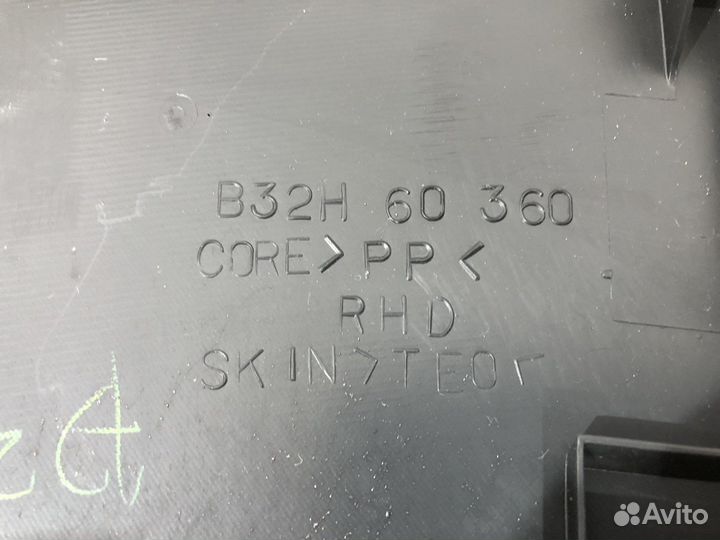 B32H 60 360
CORE>PP<
RHD
SKIN>TEO<
Avito